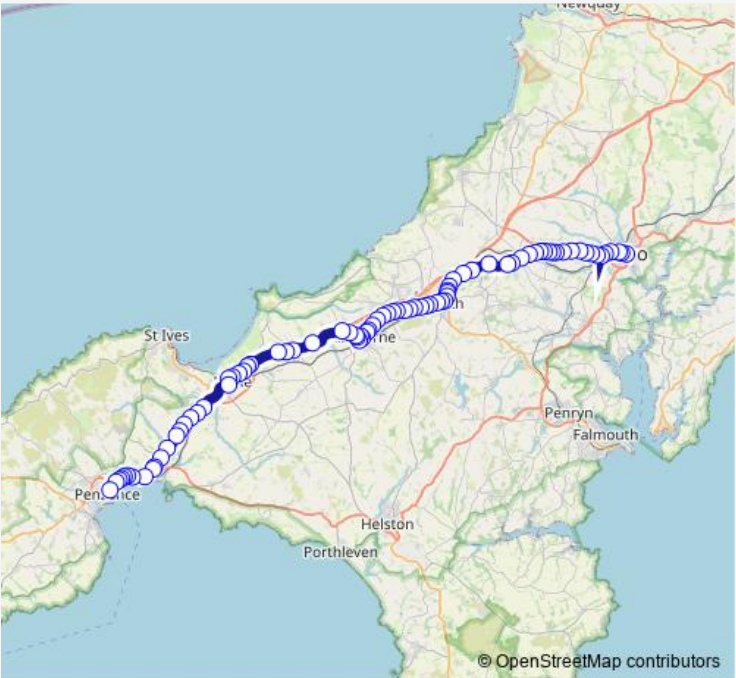 Newquay
St Ives
Penryn
Falmouth
Helston
Porthleven
© OpenStreetMap contributors